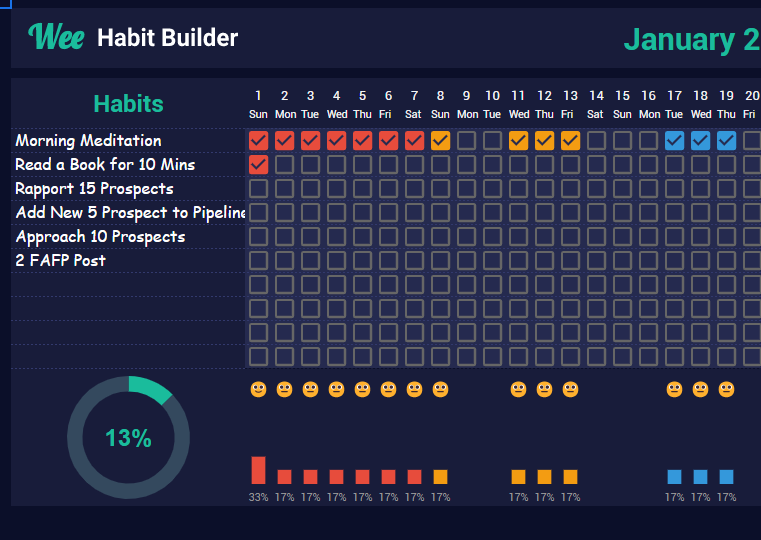 Wee Habit Builder
January 2
Habits
1 2 3 4 5 6 7 8 9 10 11 12 13 14 15 16 17 18 19 20
Sun Mon Tue Wed Thu Fri Sat Sun Mon Tue Wed Thu Fri Sat Sun Mon Tue Wed Thu Fri
Morning Meditation
Read a Book for 10 Mins
Rapport 15 Prospects
Add New 5 Prospect to Pipeline
Approach 10 Prospects
2 FAFP Post
13%
33% 17% 17% 17% 17% 17% 17% 17% 17% 17% 17% 17% 17% 17%